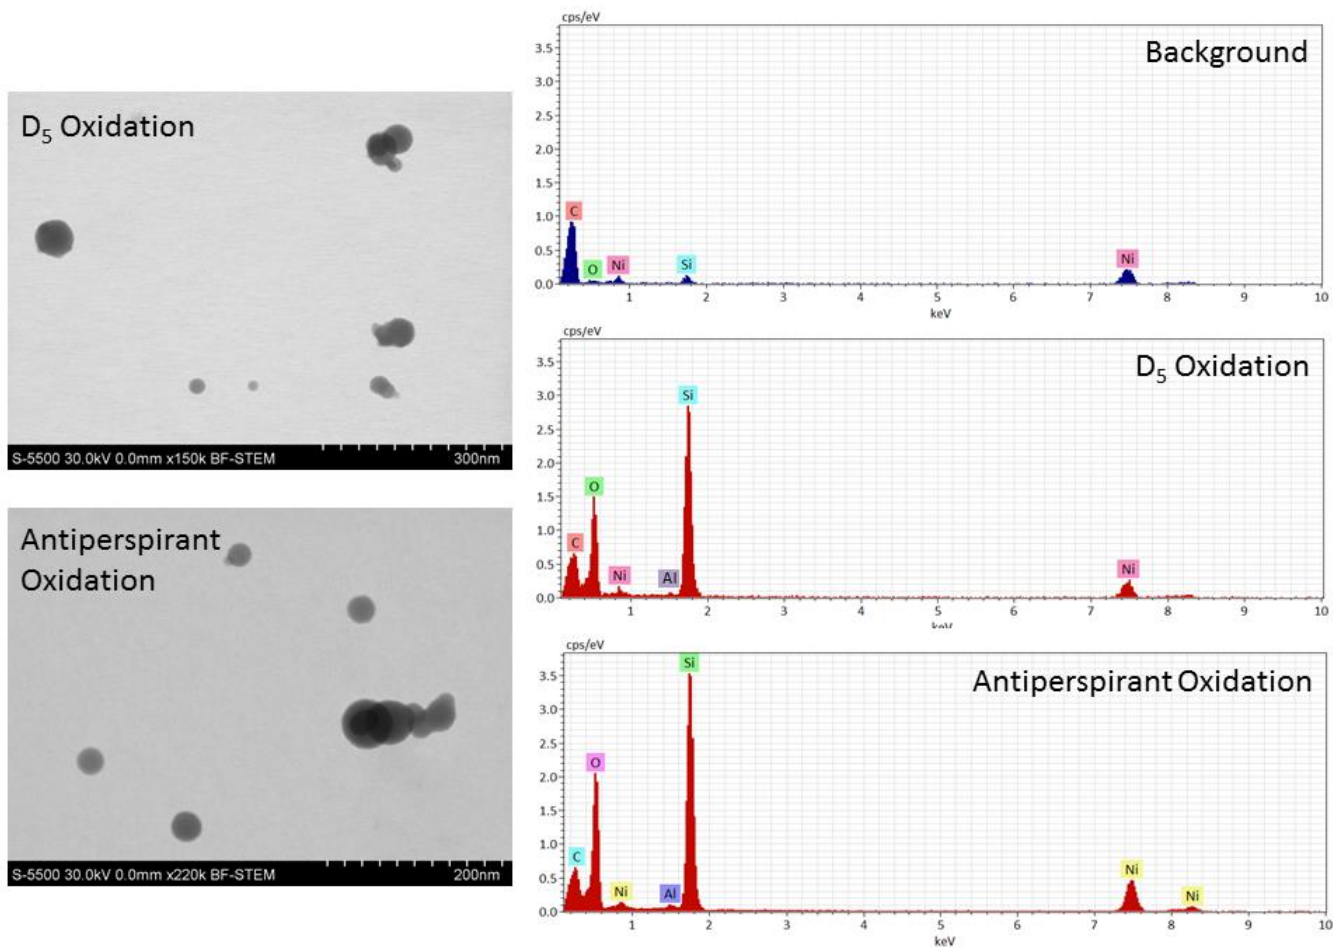 D₅ Oxidation
S-5500 30.0kV 0.0mm x150k BF-STEM 300nm
Antiperspirant
Oxidation
S-5500 30.0kV 0.0mm x220k BF-STEM 200nm
cps/eV
Background
3.5
3.0
2.5
2.0
1.5
1.0
0.5
0.0
C
O
Ni
Si
Ni
1 2 3 4 5 6 7 8 9 10
keV
cps/eV
D₅ Oxidation
3.5
3.0
2.5
2.0
1.5
1.0
0.5
0.0
Si
O
C
Ni
Al
Ni
1 2 3 4 5 6 7 8 9 10
keV
cps/eV
Antiperspirant Oxidation
3.5
3.0
2.5
2.0
1.5
1.0
0.5
0.0
Si
O
C
Ni
Al
Ni
Ni
1 2 3 4 5 6 7 8 9 10
keV